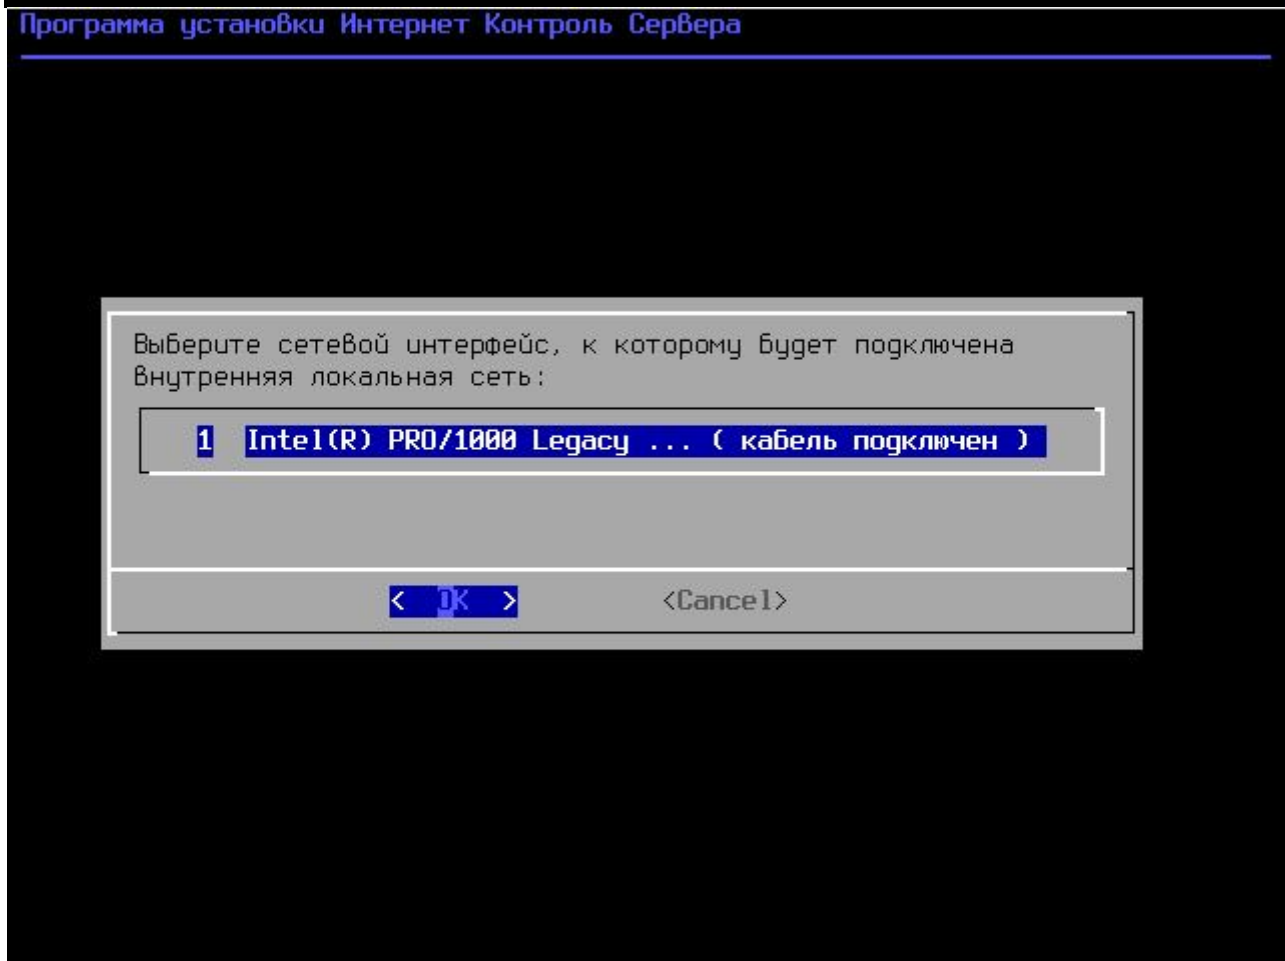 Программа установки Интернет Контроль Сервера
Выберите сетевой интерфейс, к которому будет подключена
внутренняя локальная сеть:
1 Intel(R) PRO/1000 Legacy ... ( кабель подключен )
< OK > <Cancel>